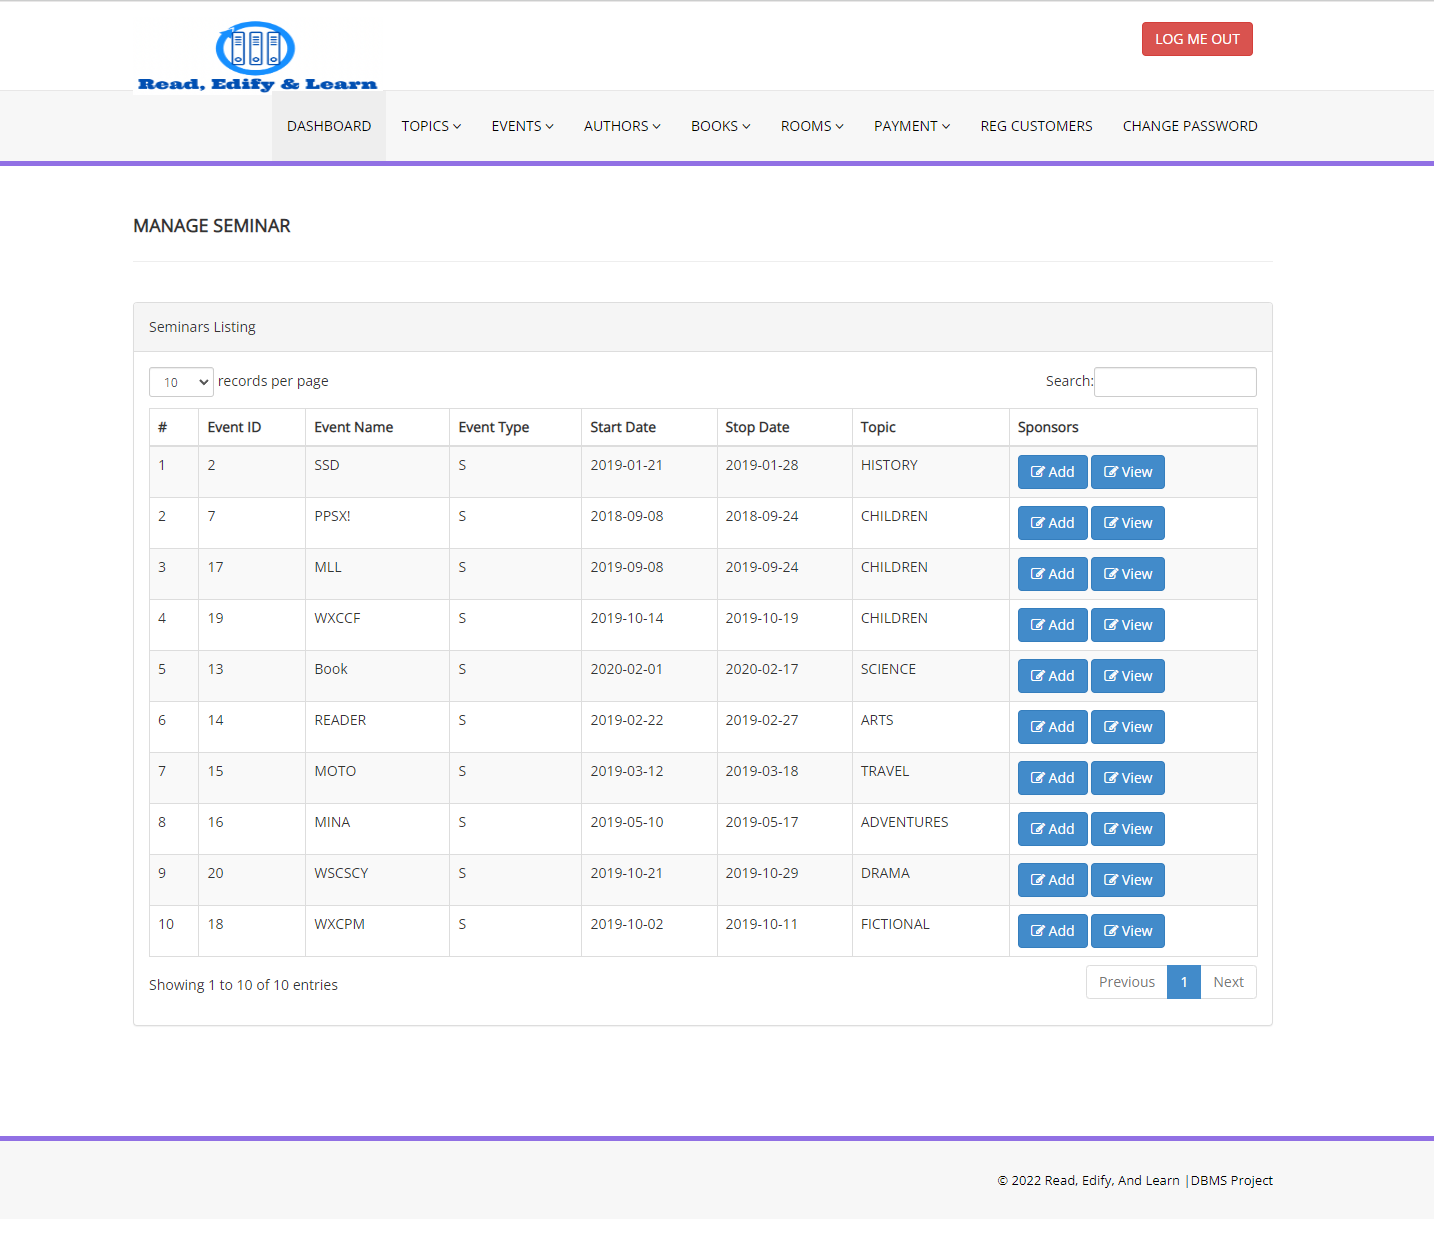 LOG ME OUT
Read, Edify & Learn
DASHBOARD TOPICS EVENTS AUTHORS BOOKS ROOMS PAYMENT REG CUSTOMERS CHANGE PASSWORD
MANAGE SEMINAR
Seminars Listing
10 records per page Search:
# Event ID Event Name Event Type Start Date Stop Date Topic Sponsors
1 2 SSD S 2019-01-21 2019-01-28 HISTORY Add View
2 7 PPSX! S 2018-09-08 2018-09-24 CHILDREN Add View
3 17 MLL S 2019-09-08 2019-09-24 CHILDREN Add View
4 19 WXCCF S 2019-10-14 2019-10-19 CHILDREN Add View
5 13 Book S 2020-02-01 2020-02-17 SCIENCE Add View
6 14 READER S 2019-02-22 2019-02-27 ARTS Add View
7 15 MOTO S 2019-03-12 2019-03-18 TRAVEL Add View
8 16 MINA S 2019-05-10 2019-05-17 ADVENTURES Add View
9 20 WSCSCY S 2019-10-21 2019-10-29 DRAMA Add View
10 18 WXCPM S 2019-10-02 2019-10-11 FICTIONAL Add View
Showing 1 to 10 of 10 entries Previous 1 Next
© 2022 Read, Edify, And Learn |DBMS Project